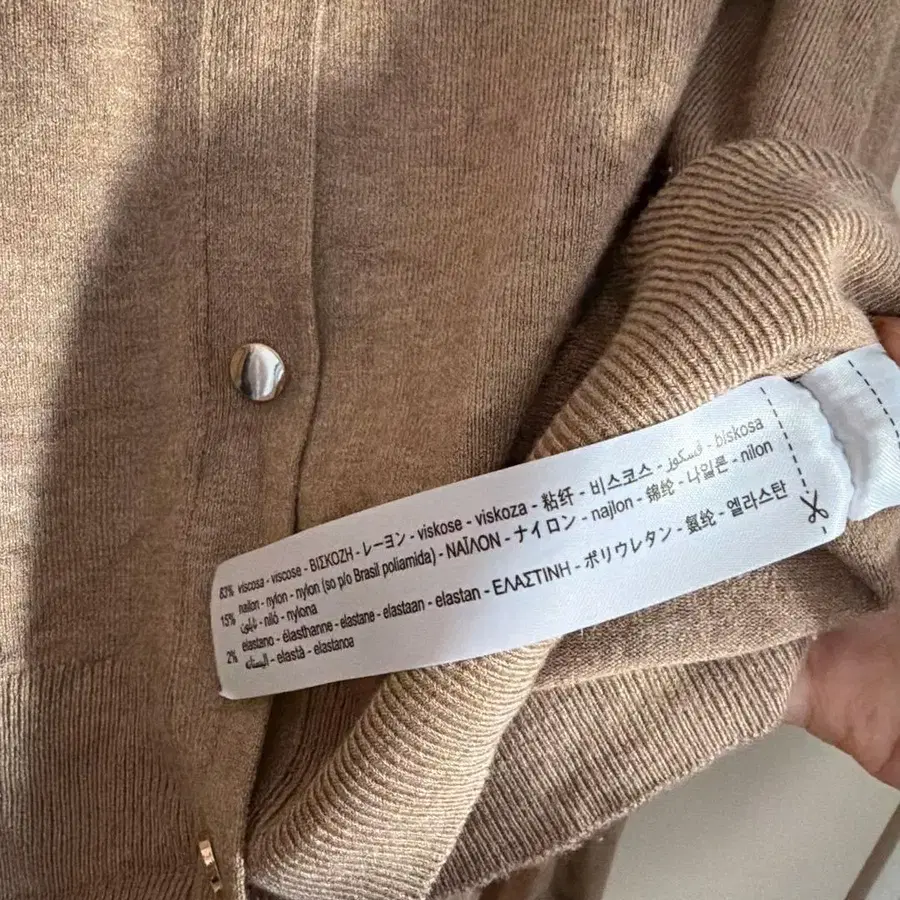 83% viscosa - viscose - ΒΙΣΚΟΖΗ - レーヨン - viskose - viskoza - 粘纤 - 비스코스 - فسكوز - biskosa
15% nailon - nylon - nylon (so p/o Brasil poliamida) - ΝΑΪΛΟΝ - ナイロン - najlon - 锦纶 - 나일론 - nilon
نايلون - niló - nylona
2% elastano - élasthanne - elastane - elastaan - elastan - ΕΛΑΣΤΙΝΗ - ポリウレタン - 氨纶 - 엘라스탄
اليستان - elastà - elastanoa